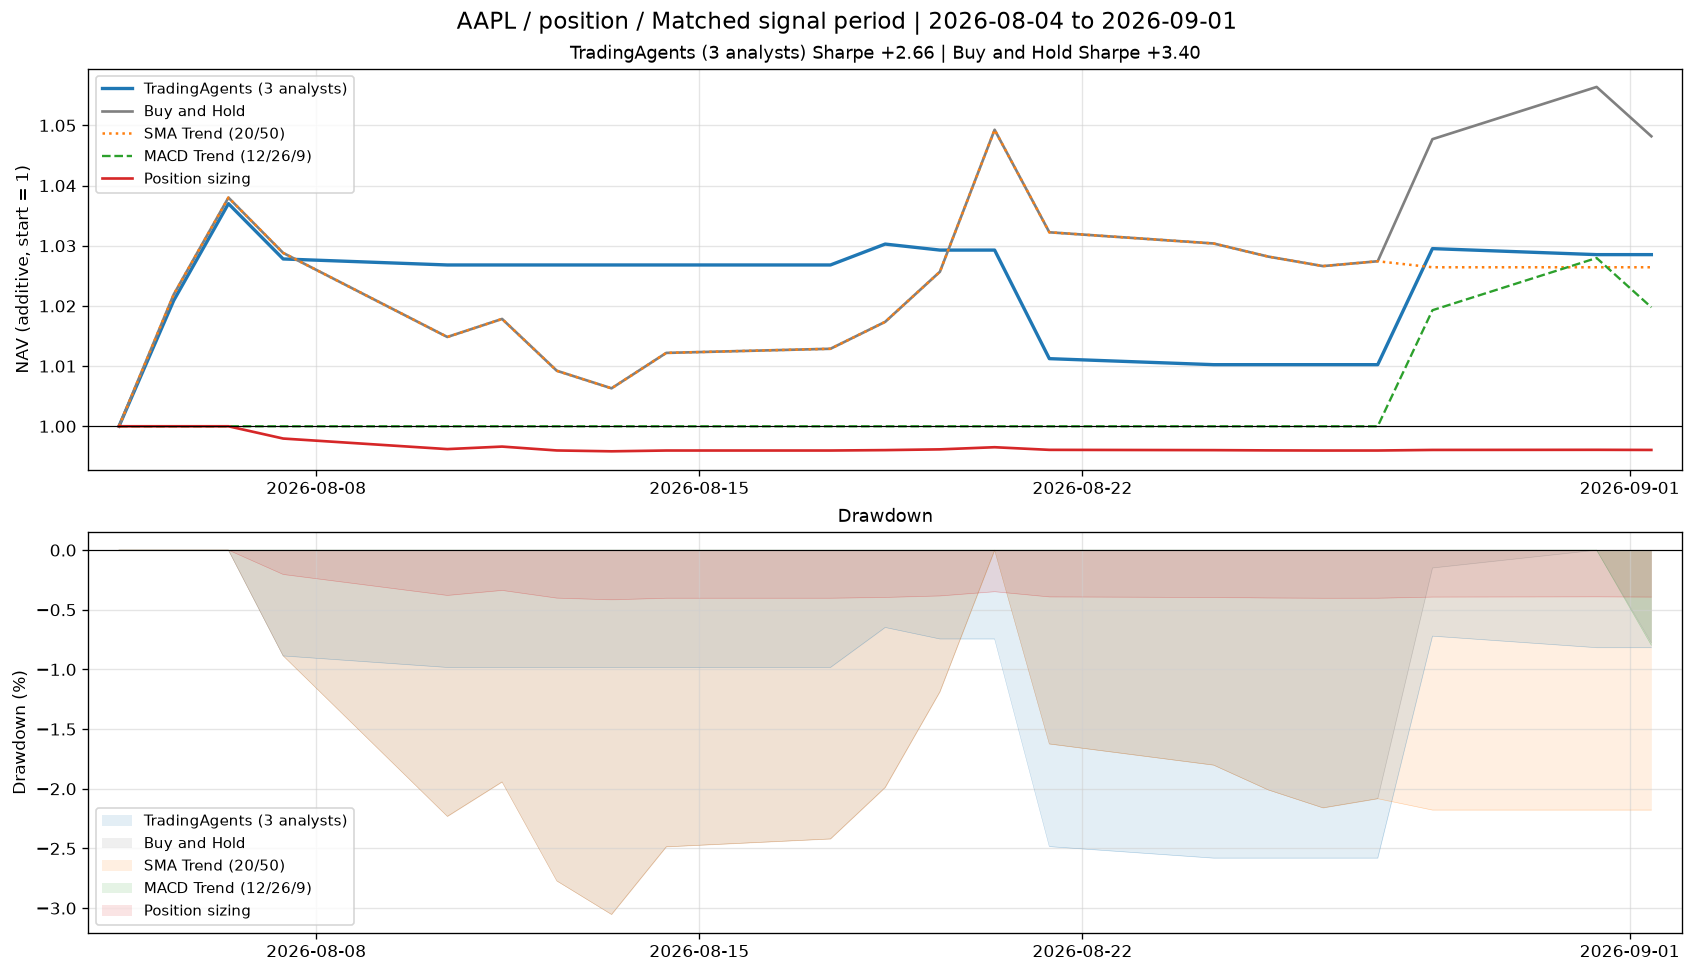 AAPL / position / Matched signal period | 2026-08-04 to 2026-09-01
TradingAgents (3 analysts) Sharpe +2.66 | Buy and Hold Sharpe +3.40
TradingAgents (3 analysts)
Buy and Hold
SMA Trend (20/50)
MACD Trend (12/26/9)
Position sizing
NAV (additive, start = 1)
1.05
1.04
1.03
1.02
1.01
1.00
2026-08-08
2026-08-15
2026-08-22
2026-09-01
Drawdown
Drawdown (%)
0.0
−0.5
−1.0
−1.5
−2.0
−2.5
−3.0
TradingAgents (3 analysts)
Buy and Hold
SMA Trend (20/50)
MACD Trend (12/26/9)
Position sizing
2026-08-08
2026-08-15
2026-08-22
2026-09-01